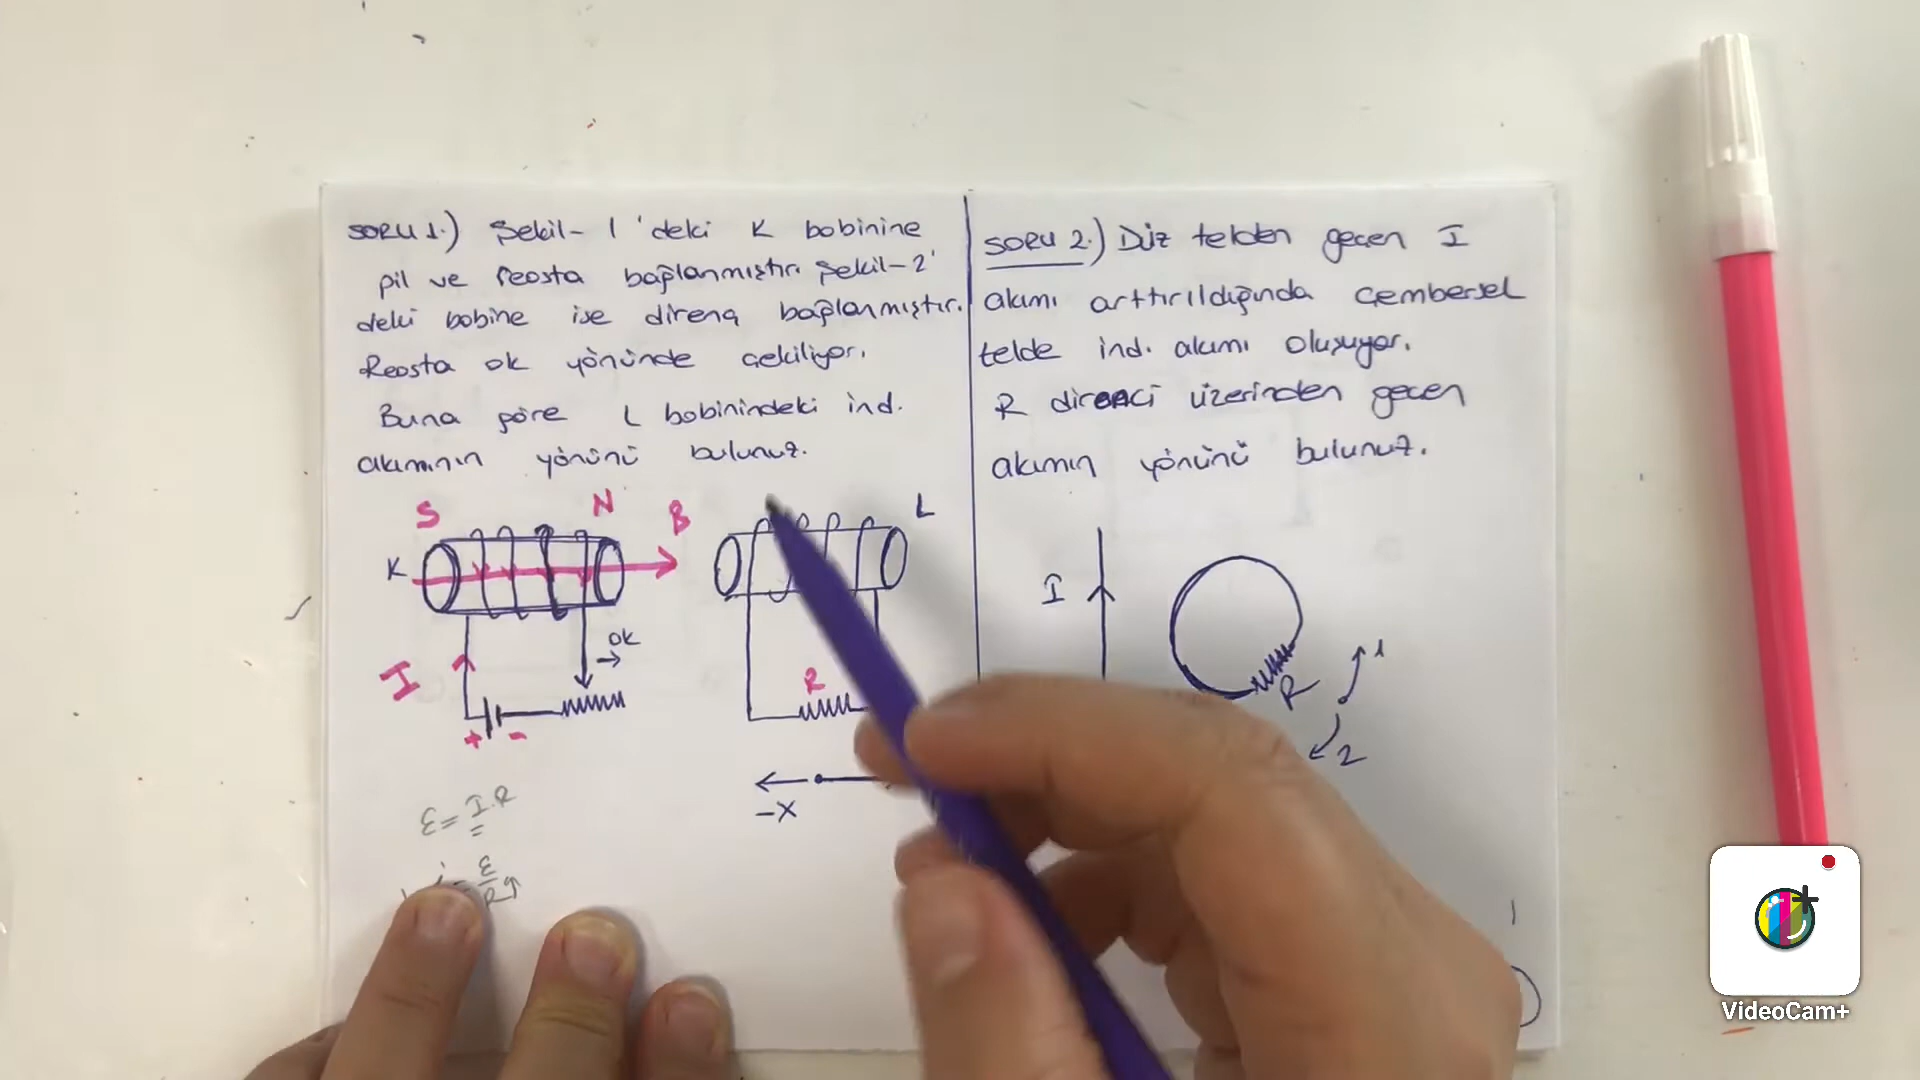 SORU 1.) Şekil-1 'deki K bobinine
pil ve reosta bağlanmıştır. Şekil-2'
deki bobine ise direnç bağlanmıştır.
Reosta ok yönünde çekiliyor.
Buna göre L bobinindeki ind.
akımının yönünü bulunuz.
S N B
K
L
ok
I
R
+ -
-X
ε = I.R
=
ε
R↑
SORU 2.) Düz telden geçen I
akımı arttırıldığında çembersel
telde ind. akımı oluşuyor.
R direnci üzerinden geçen
akımın yönünü bulunuz.
I
R
1
2
VideoCam+